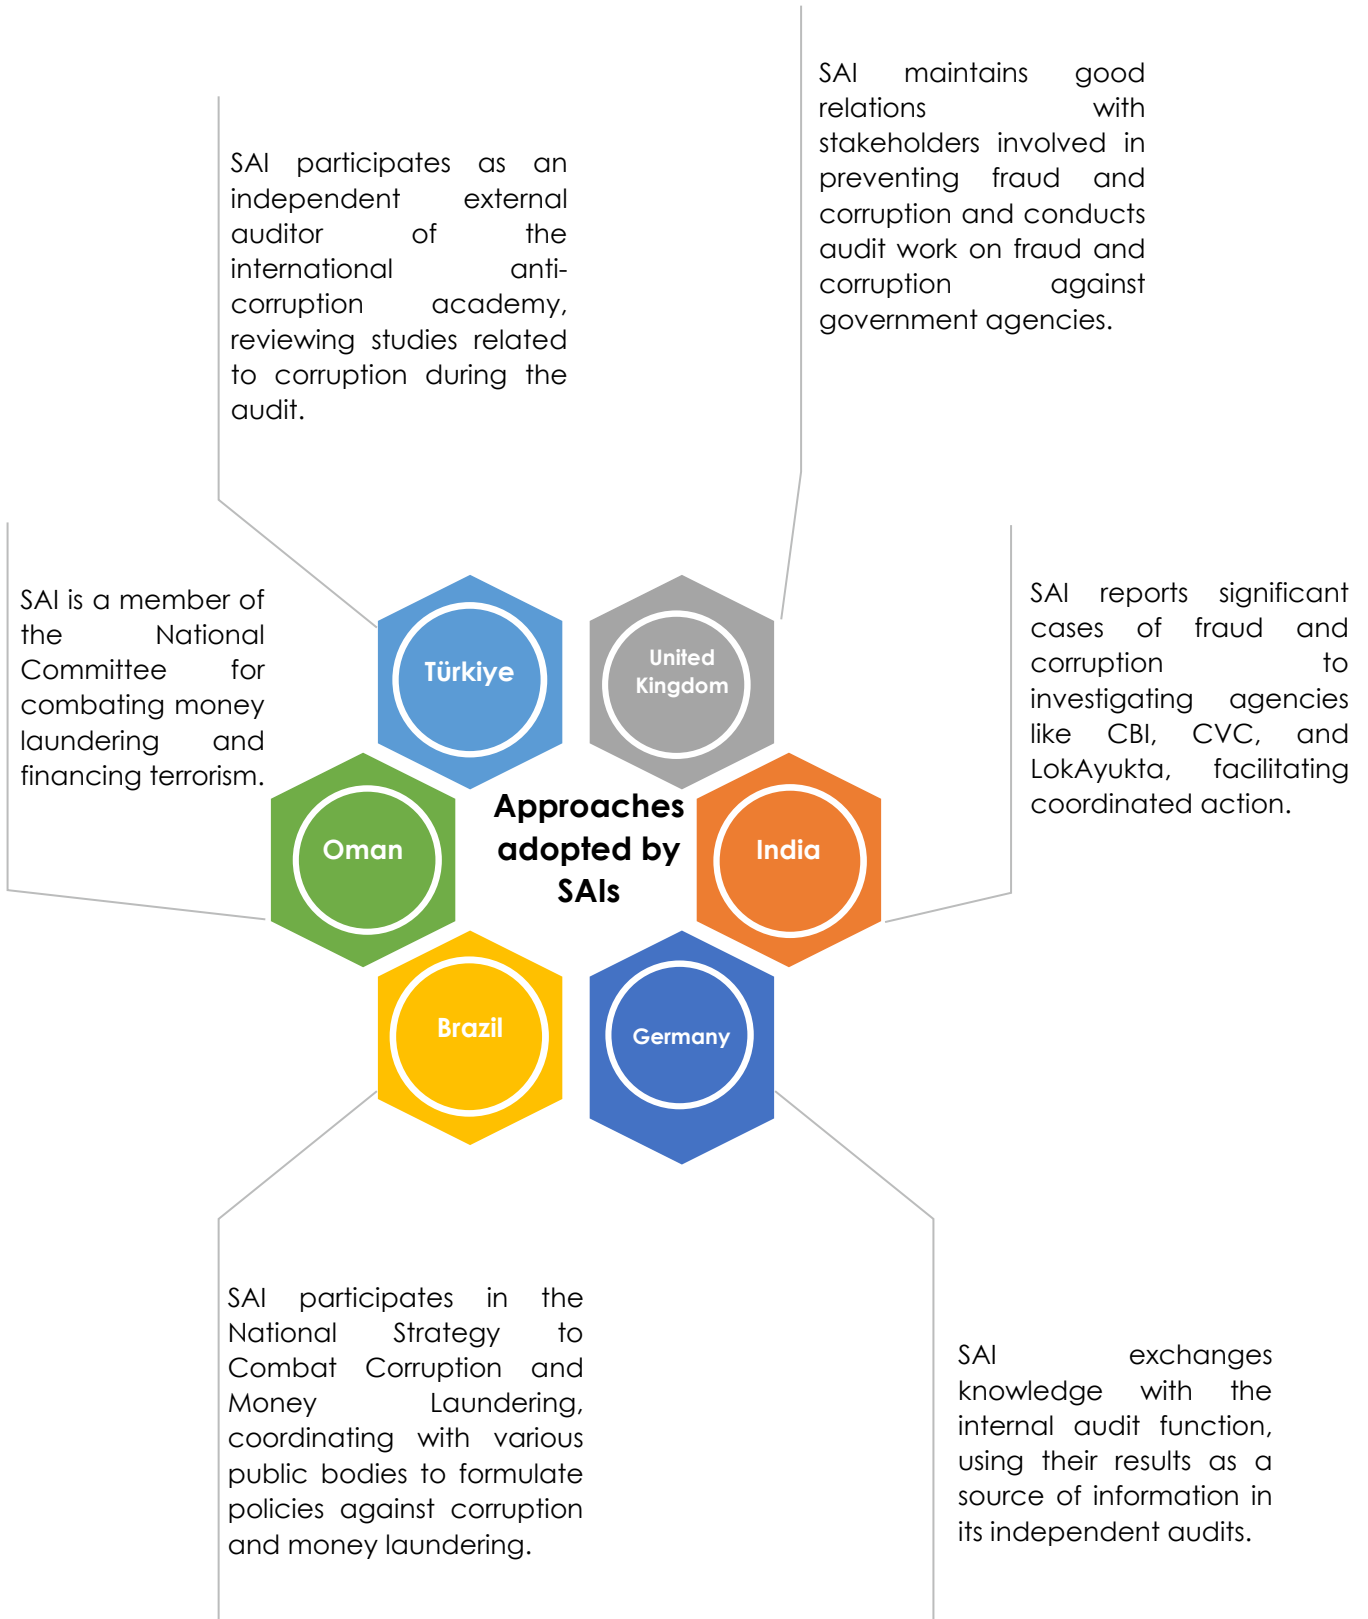 SAI maintains good
relations with
stakeholders involved in
preventing fraud and
corruption and conducts
audit work on fraud and
corruption against
government agencies.
SAI participates as an
independent external
auditor of the
international anti-
corruption academy,
reviewing studies related
to corruption during the
audit.
SAI is a member of
the National
Committee for
combating money
laundering and
financing terrorism.
SAI reports significant
cases of fraud and
corruption to
investigating agencies
like CBI, CVC, and
LokAyukta, facilitating
coordinated action.
Türkiye
United
Kingdom
Approaches
adopted by
SAIs
Oman
India
Brazil
Germany
SAI participates in the
National Strategy to
Combat Corruption and
Money Laundering,
coordinating with various
public bodies to formulate
policies against corruption
and money laundering.
SAI exchanges
knowledge with the
internal audit function,
using their results as a
source of information in
its independent audits.